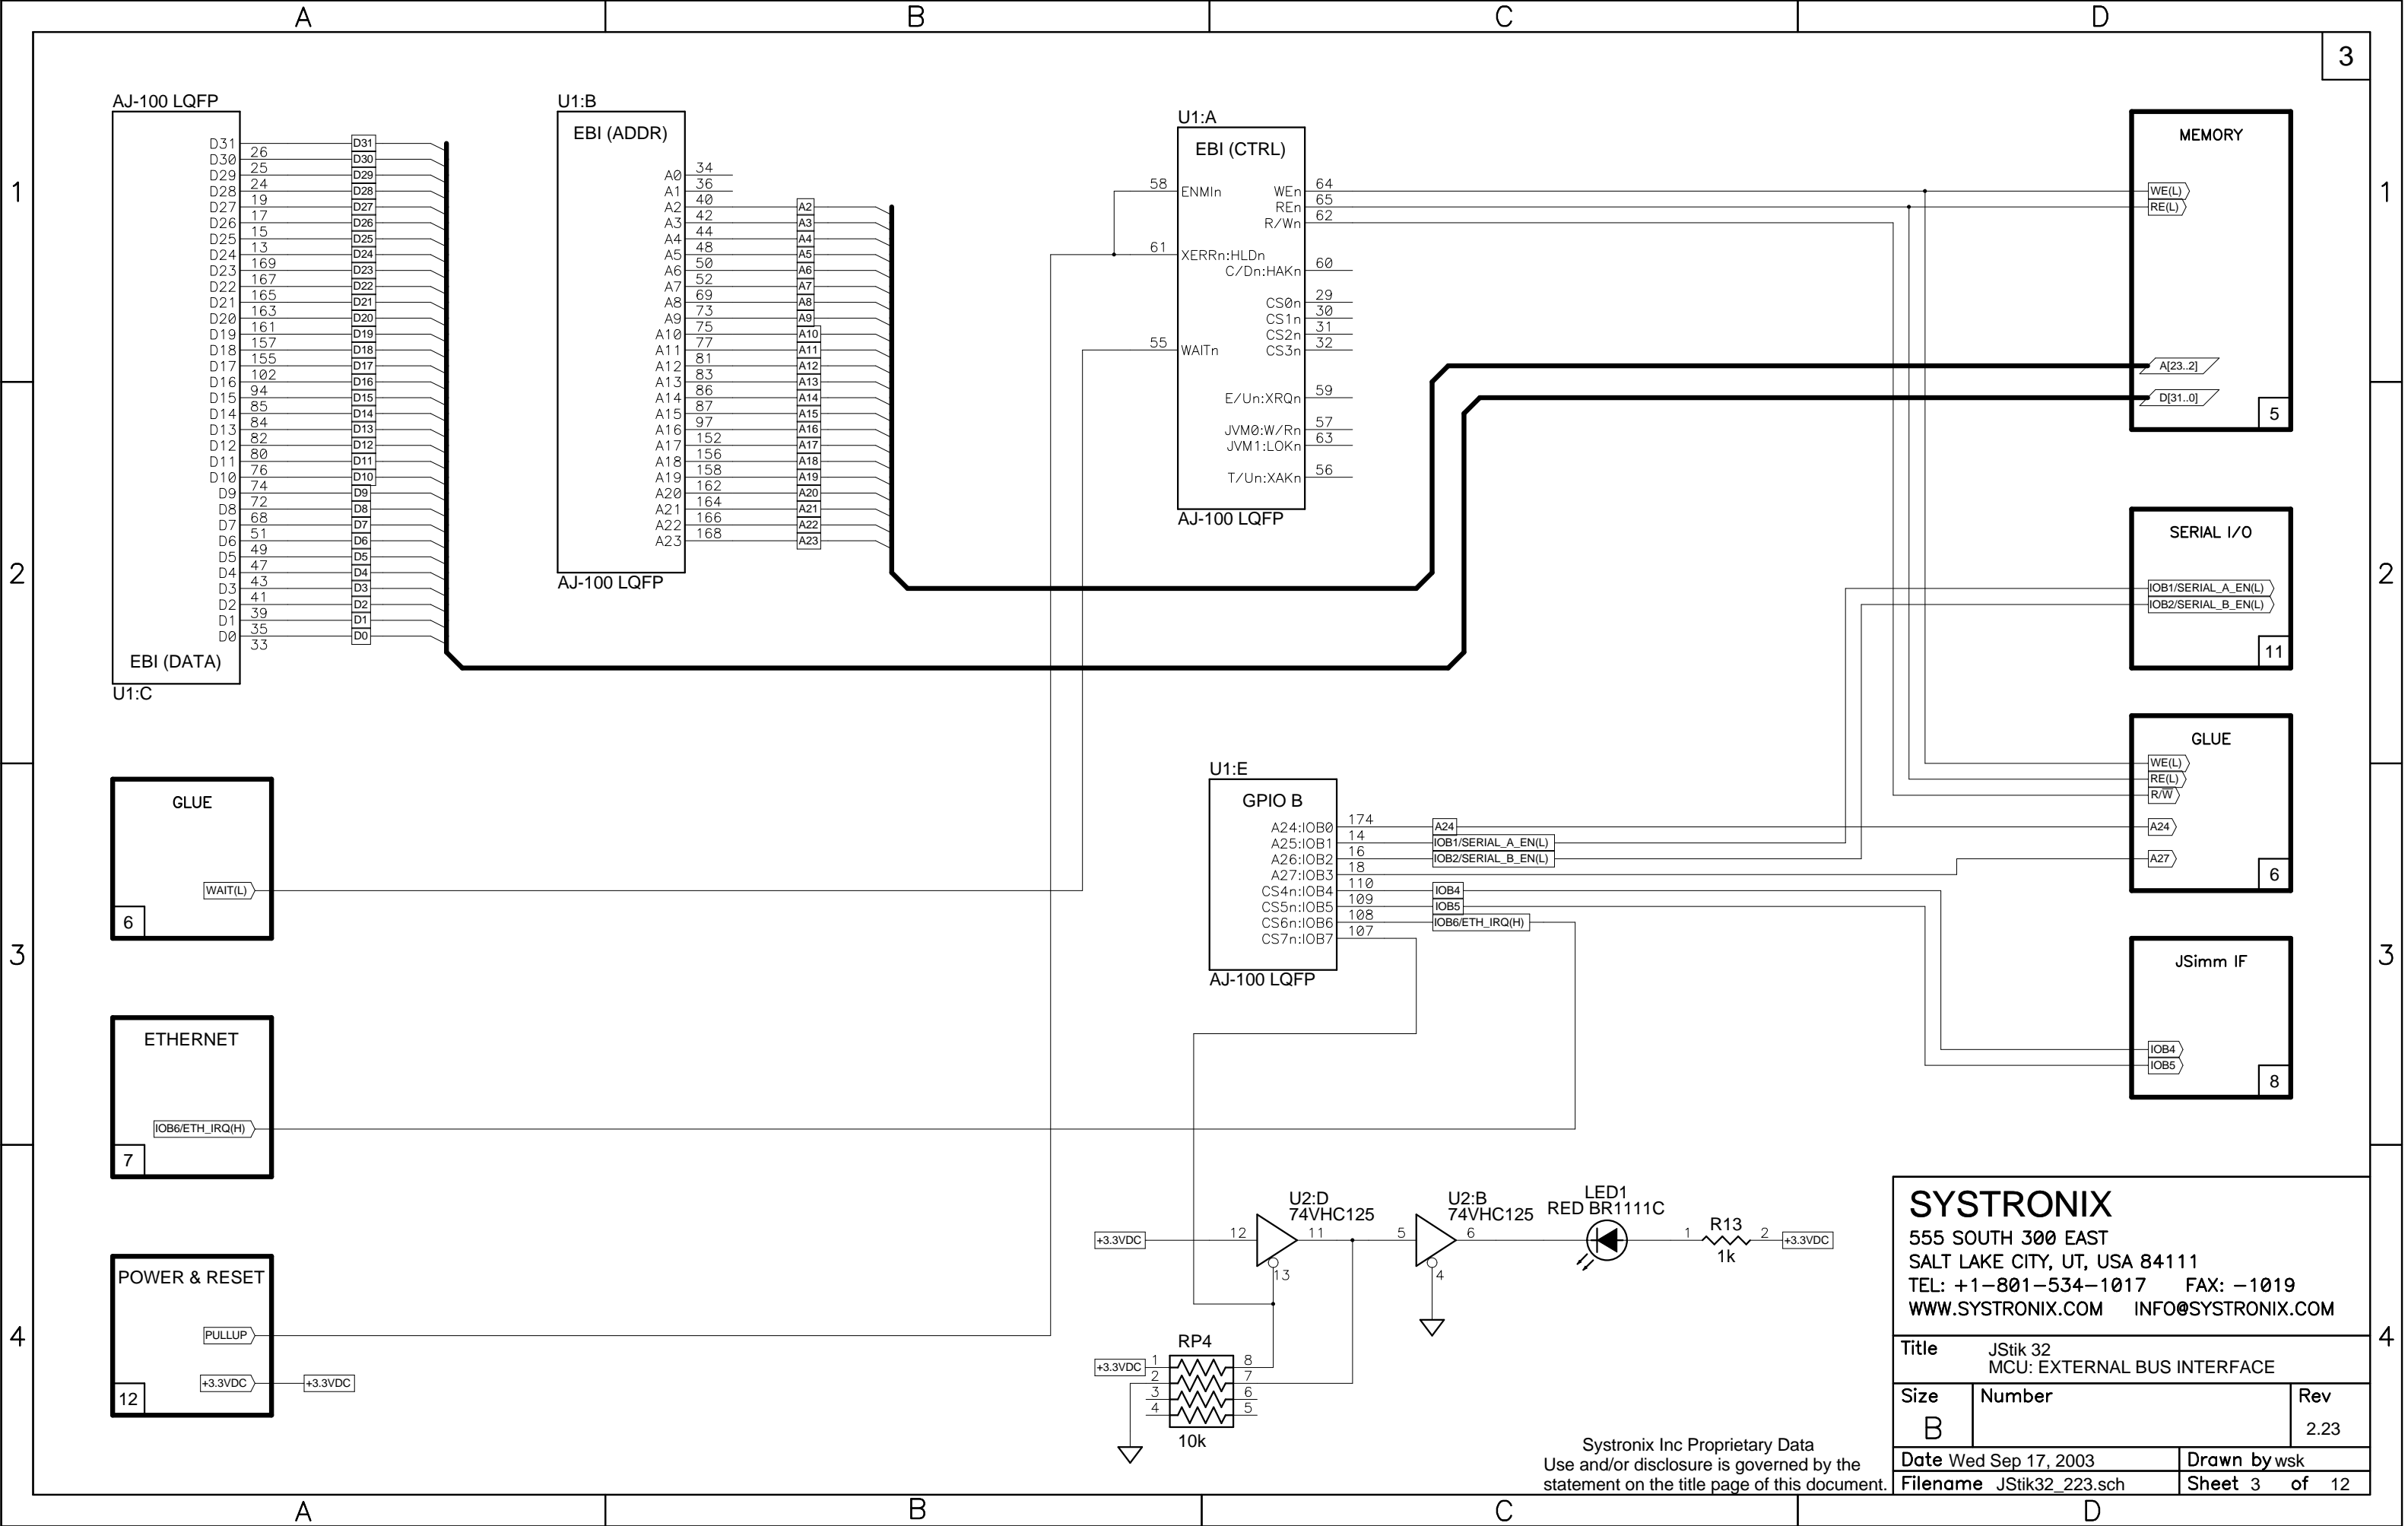 A B C D
3
1
2
3
4
AJ-100 LQFP
D31 26 D31
D30 25 D30
D29 24 D29
D28 19 D28
D27 17 D27
D26 15 D26
D25 13 D25
D24 169 D24
D23 167 D23
D22 165 D22
D21 163 D21
D20 161 D20
D19 157 D19
D18 155 D18
D17 102 D17
D16 94 D16
D15 85 D15
D14 84 D14
D13 82 D13
D12 80 D12
D11 76 D11
D10 74 D10
D9 72 D9
D8 68 D8
D7 51 D7
D6 49 D6
D5 47 D5
D4 43 D4
D3 41 D3
D2 39 D2
D1 35 D1
D0 33 D0
EBI (DATA)
U1:C
U1:B
EBI (ADDR)
A0 34
A1 36
A2 40 A2
A3 42 A3
A4 44 A4
A5 48 A5
A6 50 A6
A7 52 A7
A8 69 A8
A9 73 A9
A10 75 A10
A11 77 A11
A12 81 A12
A13 83 A13
A14 86 A14
A15 87 A15
A16 97 A16
A17 152 A17
A18 156 A18
A19 158 A19
A20 162 A20
A21 164 A21
A22 166 A22
A23 168 A23
AJ-100 LQFP
U1:A
EBI (CTRL)
58 ENMIn WEn 64
REn 65
R/Wn 62
61 XERRn:HLDn
C/Dn:HAKn 60
CS0n 29
CS1n 30
CS2n 31
55 WAITn CS3n 32
E/Un:XRQn 59
JVM0:W/Rn 57
JVM1:LOKn 63
T/Un:XAKn 56
AJ-100 LQFP
MEMORY
WE(L)
RE(L)
A[23..2]
D[31..0]
5
SERIAL I/O
IOB1/SERIAL_A_EN(L)
IOB2/SERIAL_B_EN(L)
11
GLUE
WE(L)
RE(L)
R/W
A24
A27
6
JSimm IF
IOB4
IOB5
8
GLUE
WAIT(L)
6
ETHERNET
IOB6/ETH_IRQ(H)
7
POWER & RESET
PULLUP
+3.3VDC +3.3VDC
12
U1:E
GPIO B
A24:IOB0 174 A24
A25:IOB1 14 IOB1/SERIAL_A_EN(L)
A26:IOB2 16 IOB2/SERIAL_B_EN(L)
A27:IOB3 18
CS4n:IOB4 110 IOB4
CS5n:IOB5 109 IOB5
CS6n:IOB6 108 IOB6/ETH_IRQ(H)
CS7n:IOB7 107
AJ-100 LQFP
U2:D
74VHC125
+3.3VDC 12 11
13
U2:B
74VHC125
5 6
4
LED1
RED BR1111C
1 R13 2 +3.3VDC
1k
RP4
+3.3VDC 1 8
2 7
3 6
4 5
10k
Systronix Inc Proprietary Data
Use and/or disclosure is governed by the
statement on the title page of this document.
SYSTRONIX
555 SOUTH 300 EAST
SALT LAKE CITY, UT, USA 84111
TEL: +1-801-534-1017 FAX: -1019
WWW.SYSTRONIX.COM INFO@SYSTRONIX.COM
Title JStik 32
MCU: EXTERNAL BUS INTERFACE
Size Number Rev
B 2.23
Date Wed Sep 17, 2003 Drawn by wsk
Filename JStik32_223.sch Sheet 3 of 12
1
2
3
4
A B C D